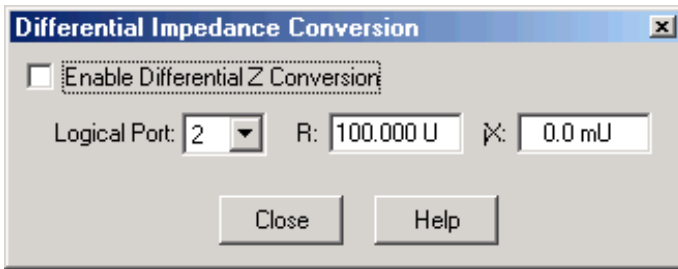 Differential Impedance Conversion
Enable Differential Z Conversion
Logical Port: 2 R: 100.000 U jX: 0.0 mU
Close Help